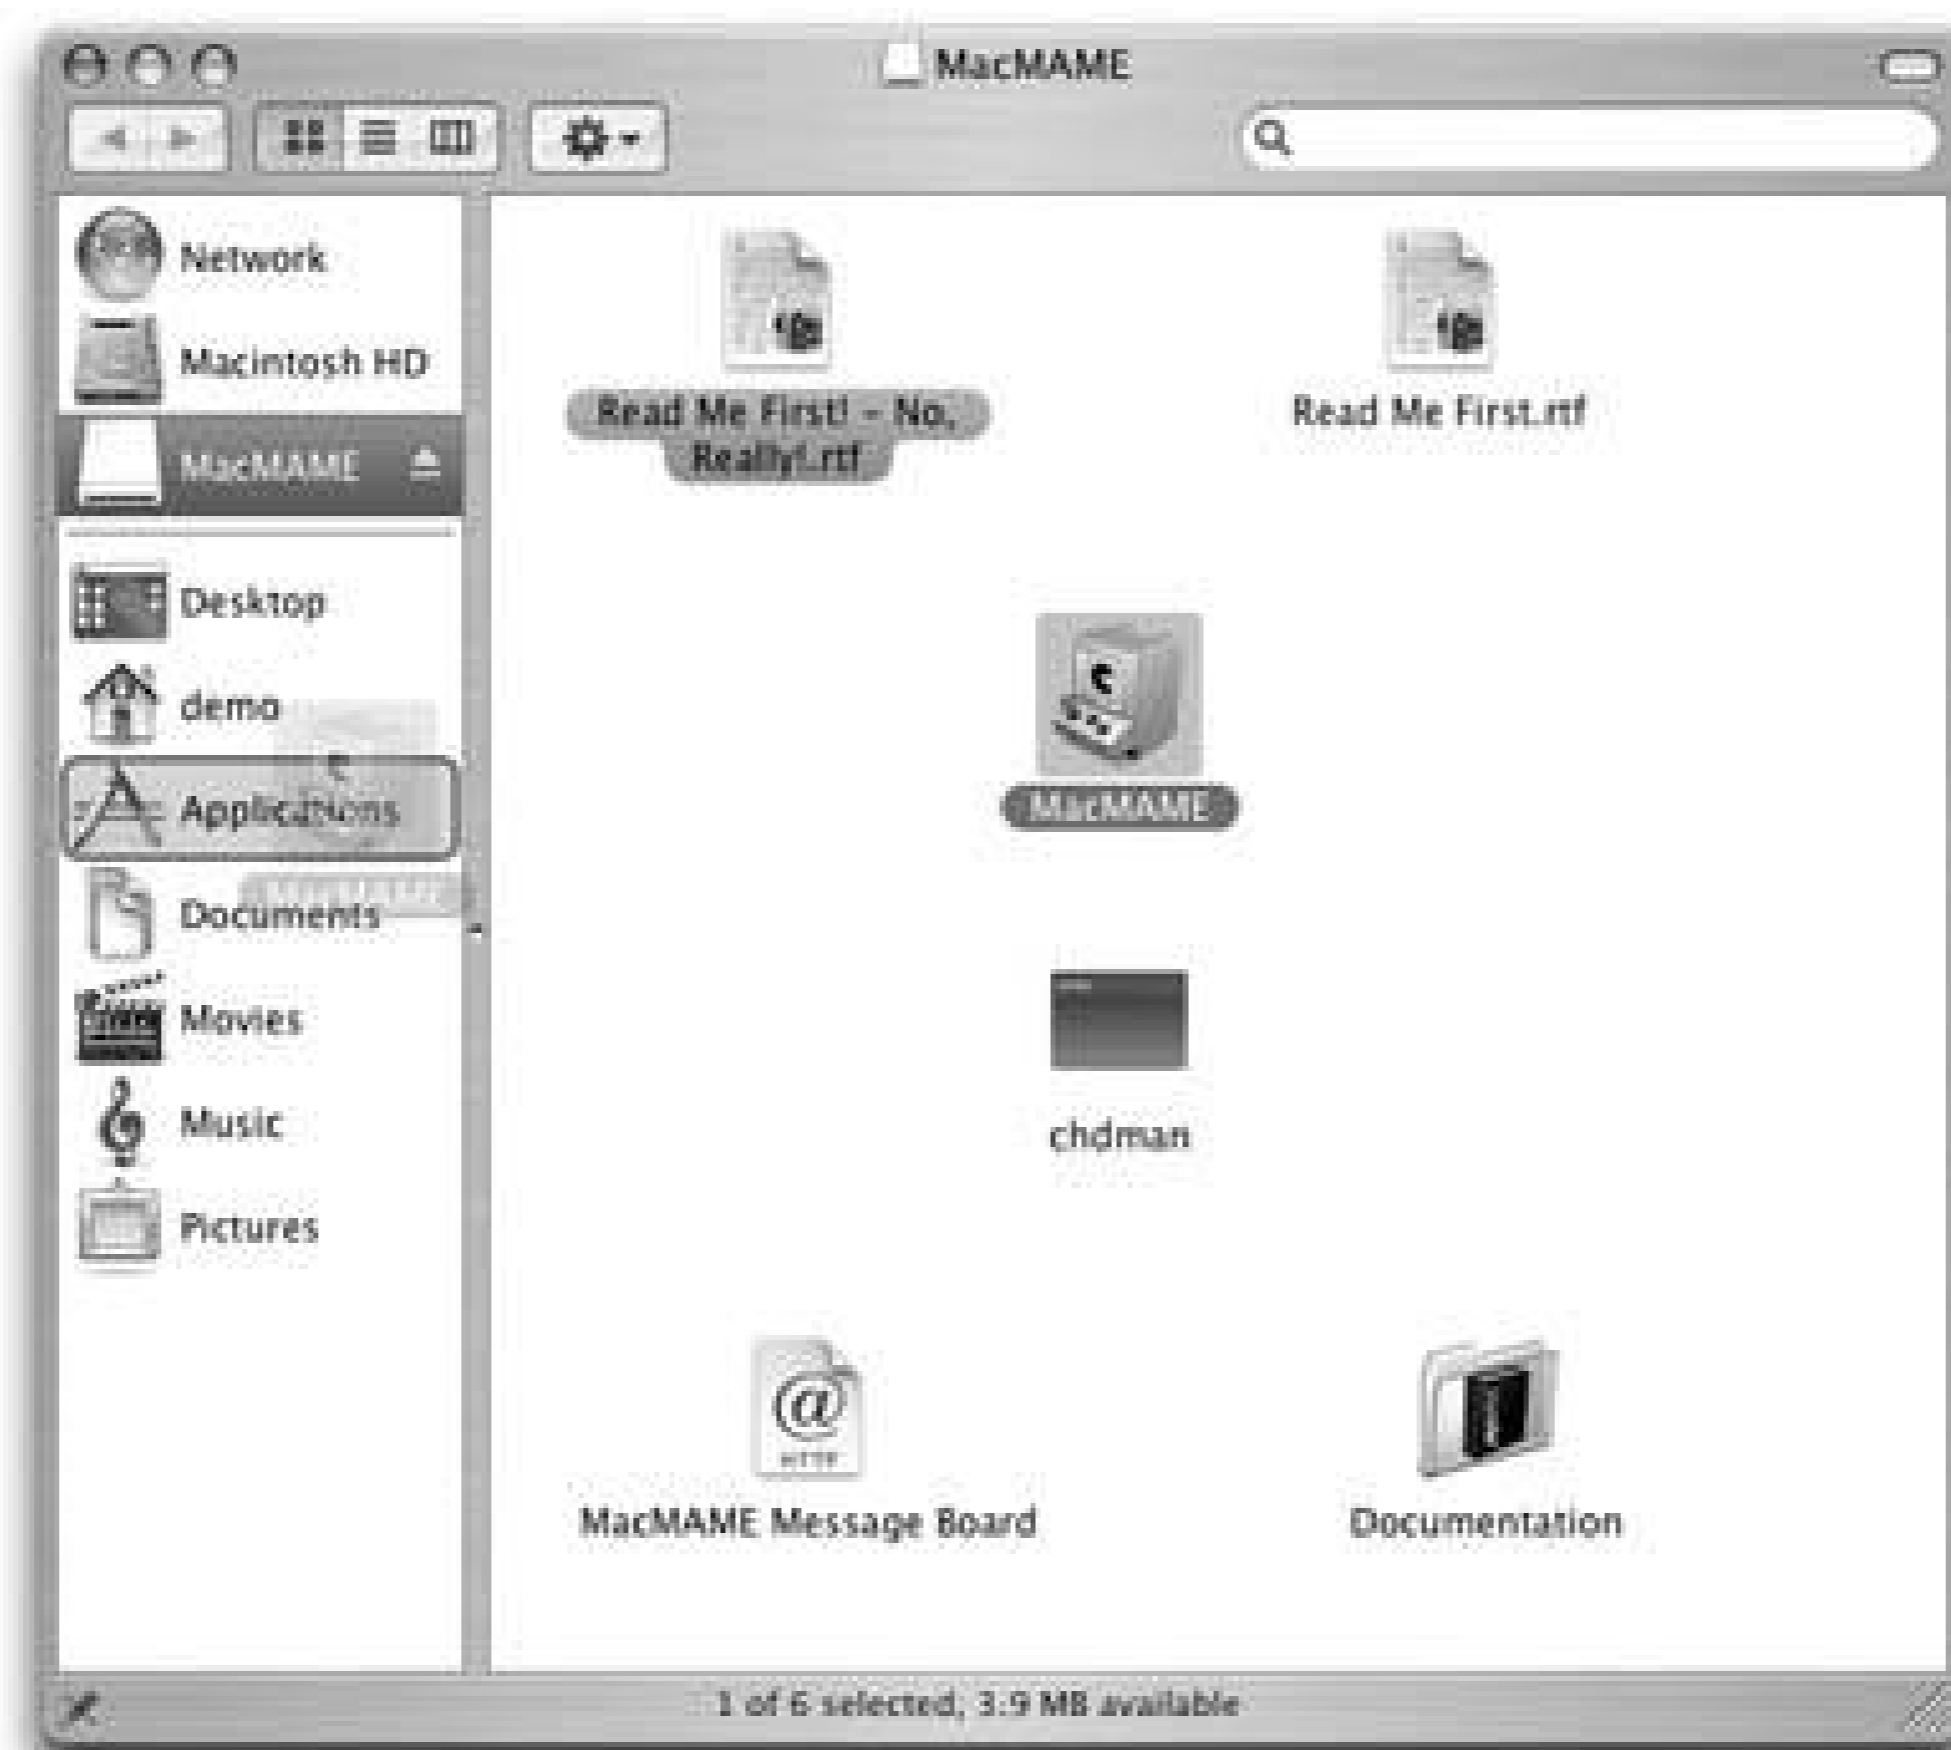 MacMAME
Network
Macintosh HD
MacMAME
Desktop
demo
Applications
Documents
Movies
Music
Pictures
Read Me First! – No,
Really!.rtf
Read Me First.rtf
MacMAME
chdman
@
HTTP
MacMAME Message Board
Documentation
1 of 6 selected, 3.9 MB available